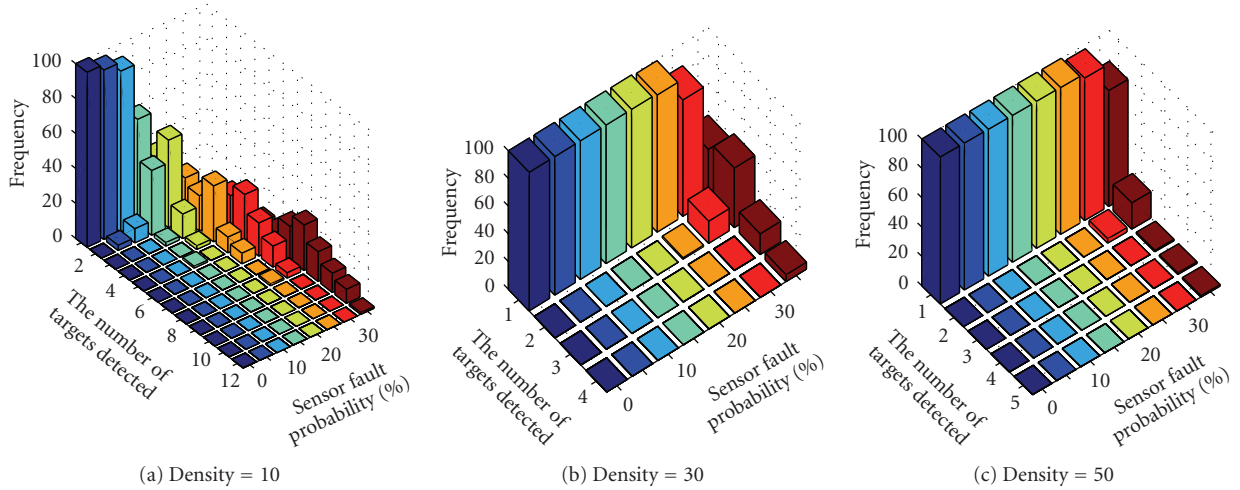 100
80
60
40
20
0
Frequency
2
4
6
8
10
12
The number of
targets detected
0
10
20
30
Sensor fault
probability (%)
(a) Density = 10
100
80
60
40
20
0
Frequency
1
2
3
4
The number of
targets detected
0
10
20
30
Sensor fault
probability (%)
(b) Density = 30
100
80
60
40
20
0
Frequency
1
2
3
4
5
The number of
targets detected
0
10
20
30
Sensor fault
probability (%)
(c) Density = 50